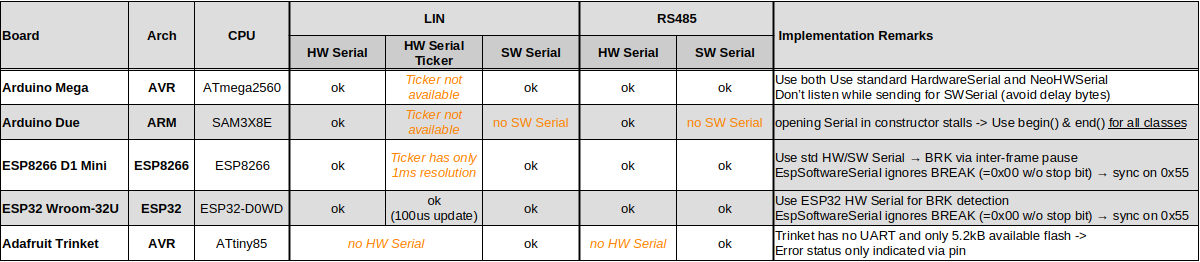 LIN RS485
Board Arch CPU Implementation Remarks
HW Serial HW Serial SW Serial HW Serial SW Serial
Ticker
Arduino Mega AVR ATmega2560 ok Ticker not ok ok ok Use both Use standard HardwareSerial and NeoHWSerial
available Don't listen while sending for SWSerial (avoid delay bytes)
Arduino Due ARM SAM3X8E ok Ticker not no SW Serial ok no SW Serial opening Serial in constructor stalls -> Use begin() & end() for all classes
available
ESP8266 D1 Mini ESP8266 ESP8266 ok Ticker has only ok ok ok Use std HW/SW Serial → BRK via inter-frame pause
1ms resolution EspSoftwareSerial ignores BREAK (=0x00 w/o stop bit) → sync on 0x55
ESP32 Wroom-32U ESP32 ESP32-D0WD ok ok ok ok ok Use ESP32 HW Serial for BRK detection
(100us update) EspSoftwareSerial ignores BREAK (=0x00 w/o stop bit) → sync on 0x55
Adafruit Trinket AVR ATtiny85 no HW Serial ok no HW Serial ok Trinket has no UART and only 5.2kB available flash ->
Error status only indicated via pin